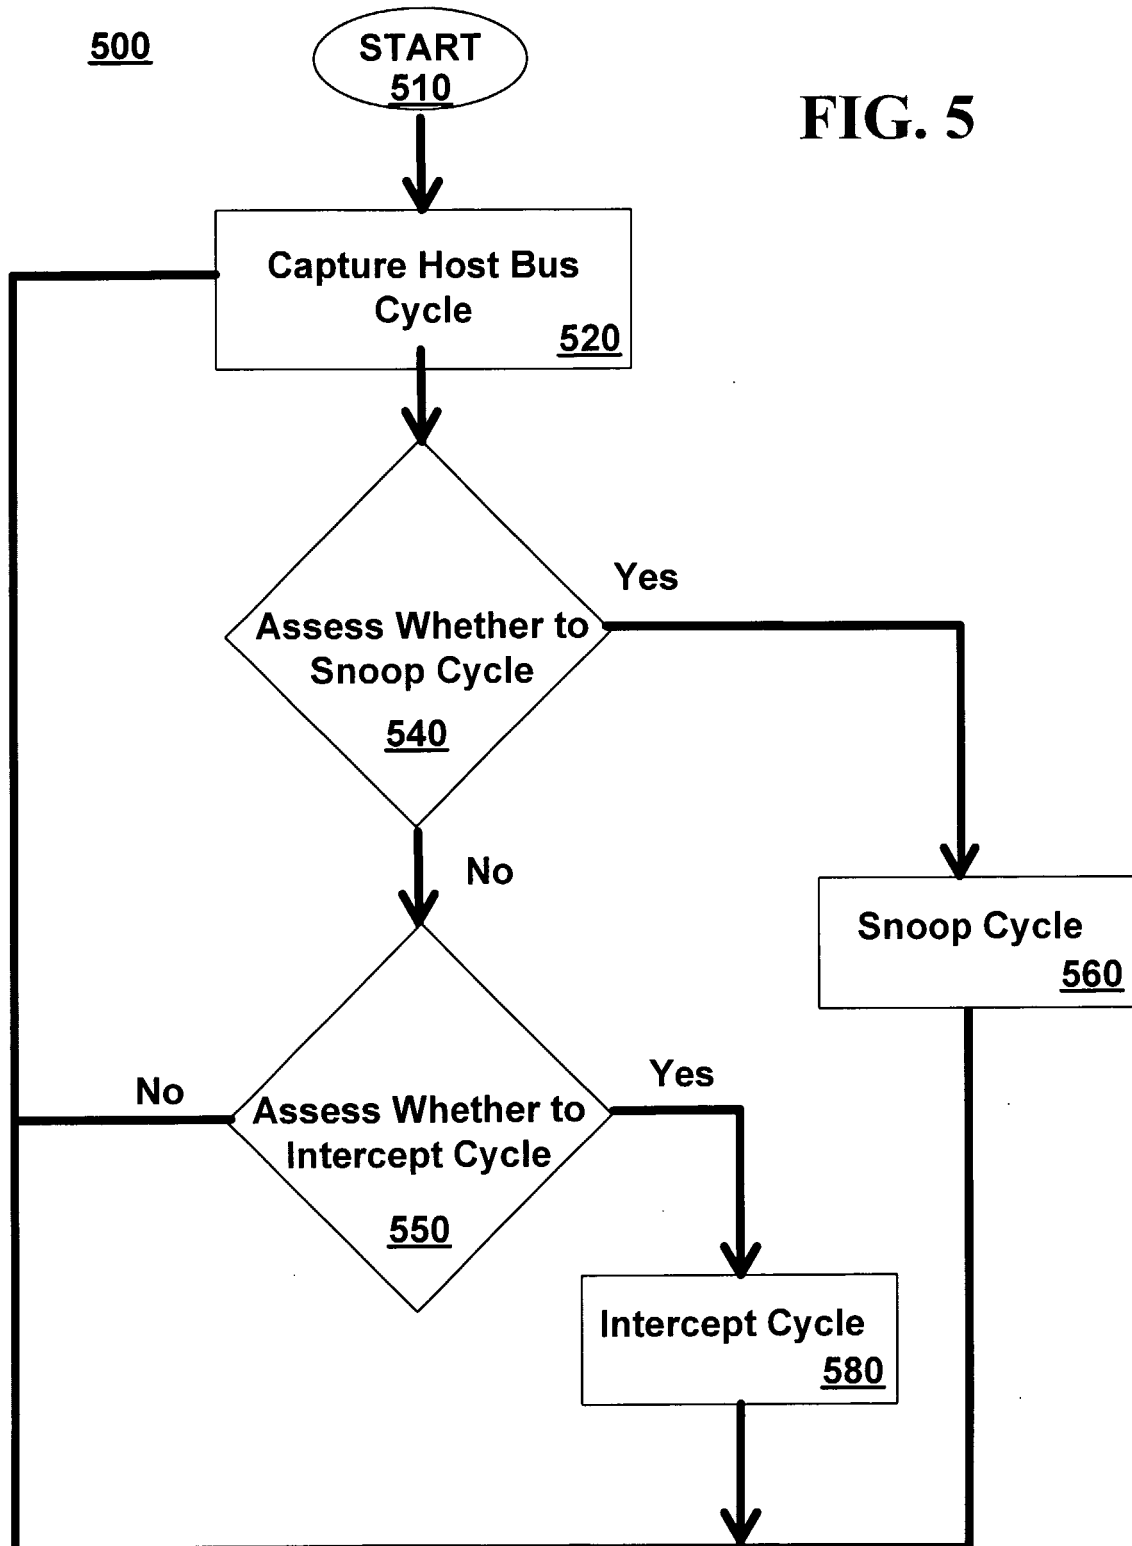 500
START
510
FIG. 5
Capture Host Bus
Cycle
520
Yes
Assess Whether to
Snoop Cycle
540
No
Snoop Cycle
560
No
Yes
Assess Whether to
Intercept Cycle
550
Intercept Cycle
580